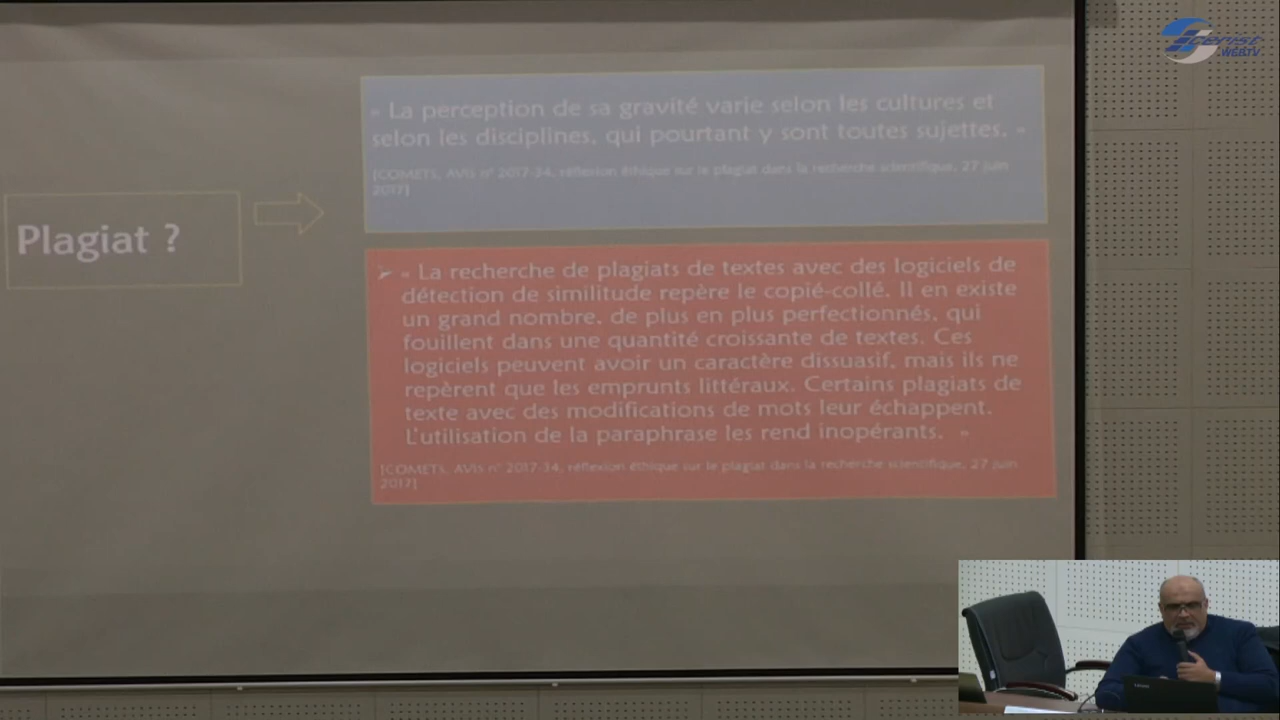 cerist
WEBTV
« La perception de sa gravité varie selon les cultures et
selon les disciplines, qui pourtant y sont toutes sujettes. »
[COMETS, AVIs n° 2017-34, réflexion éthique sur le plagiat dans la recherche scientifique, 27 juin
2017]
Plagiat ?
➤ « La recherche de plagiats de textes avec des logiciels de
détection de similitude repère le copié-collé. Il en existe
un grand nombre, de plus en plus perfectionnés, qui
fouillent dans une quantité croissante de textes. Ces
logiciels peuvent avoir un caractère dissuasif, mais ils ne
repèrent que les emprunts littéraux. Certains plagiats de
texte avec des modifications de mots leur échappent.
L'utilisation de la paraphrase les rend inopérants. »
[COMETS, AVIs n° 2017-34, réflexion éthique sur le plagiat dans la recherche scientifique, 27 juin
2017]